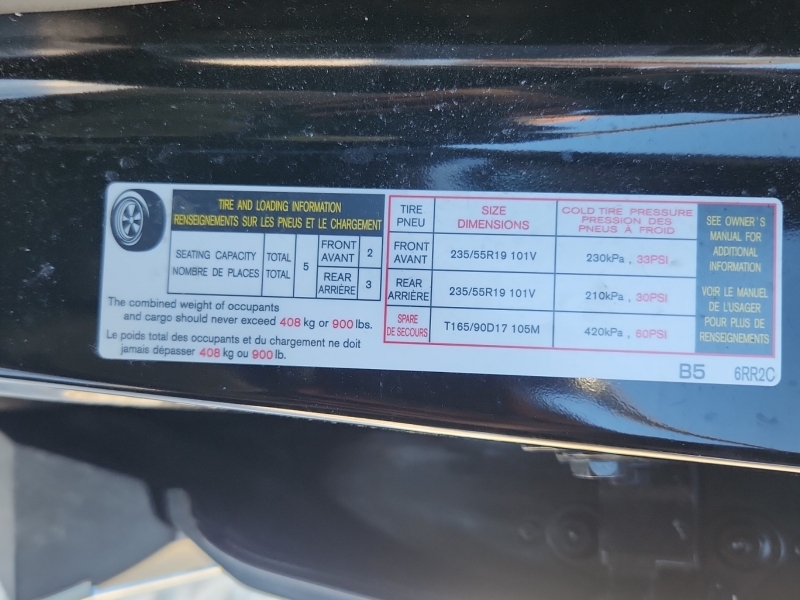 TIRE AND LOADING INFORMATION
RENSEIGNEMENTS SUR LES PNEUS ET LE CHARGEMENT
SEATING CAPACITY
NOMBRE DE PLACES
TOTAL
TOTAL
5
FRONT
AVANT
2
REAR
ARRIÈRE
3
The combined weight of occupants
and cargo should never exceed 408 kg or 900 lbs.
Le poids total des occupants et du chargement ne doit
jamais dépasser 408 kg ou 900 lb.
TIRE
PNEU
SIZE
DIMENSIONS
COLD TIRE PRESSURE
PRESSION DES
PNEUS À FROID
FRONT
AVANT
235/55R19 101V
230kPa , 33PSI
REAR
ARRIÈRE
235/55R19 101V
210kPa , 30PSI
SPARE
DE SECOURS
T165/90D17 105M
420kPa , 60PSI
SEE OWNER'S
MANUAL FOR
ADDITIONAL
INFORMATION
VOIR LE MANUEL
DE L'USAGER
POUR PLUS DE
RENSEIGNEMENTS
B5 6RR2C